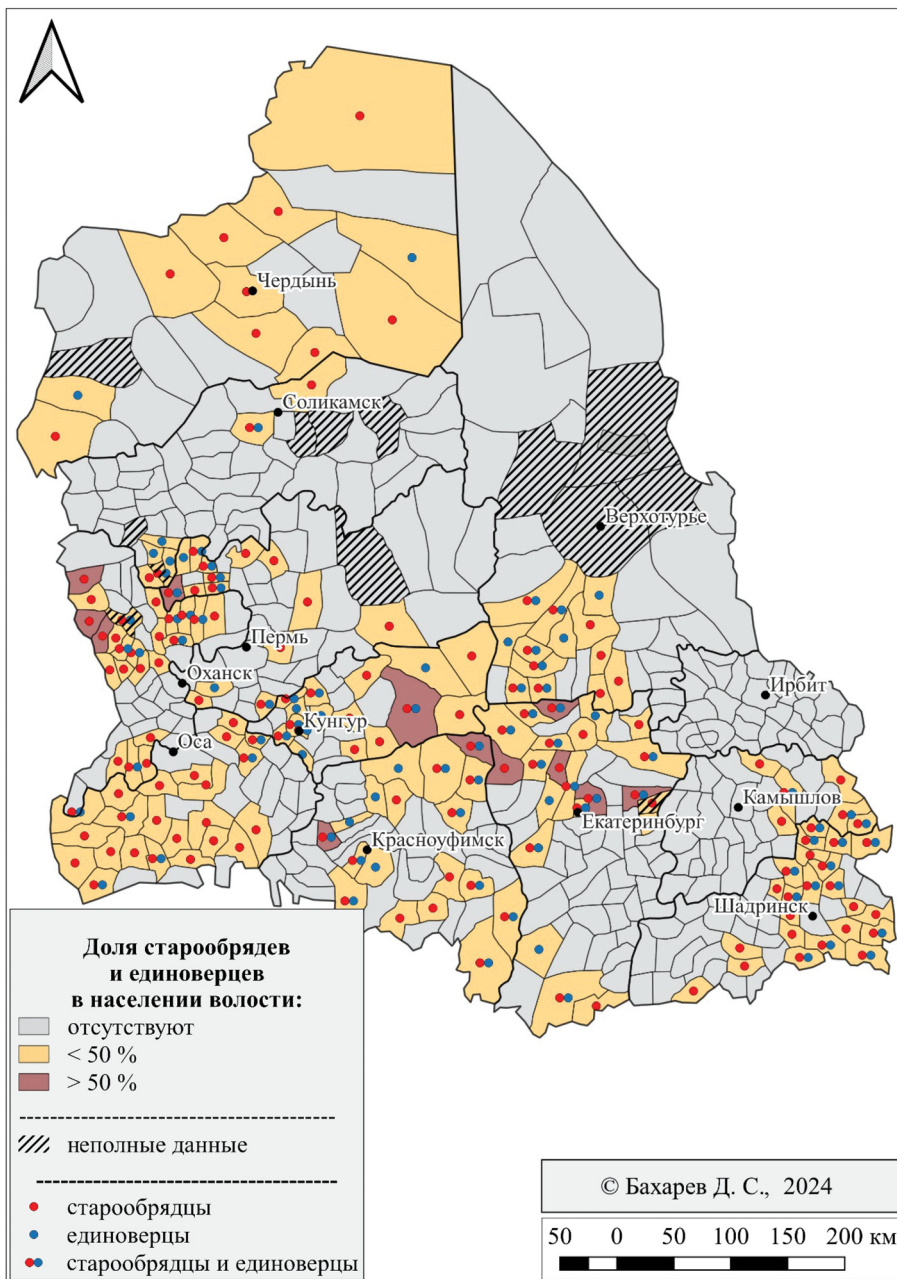 Чердынь
Соликамск
Верхотурье
Пермь
Оханск
Ирбит
Кунгур
Оса
Камышлов
Екатеринбург
Красноуфимск
Шадринск
Доля старообрядев
и единоверцев
в населении волости:
отсутствуют
< 50 %
> 50 %
неполные данные
старообрядцы
единоверцы
старообрядцы и единоверцы
© Бахарев Д. С., 2024
50 0 50 100 150 200 км